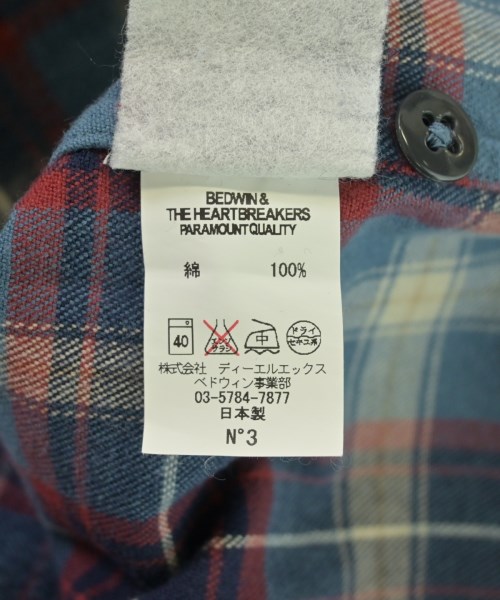 BEDWIN &
THE HEARTBREAKERS
PARAMOUNT QUALITY
綿 100%
40 エンソ サラシ 中 ドライ セキユ系
株式会社 ディーエルエックス
ベドウィン事業部
03-5784-7877
日本製
N°3